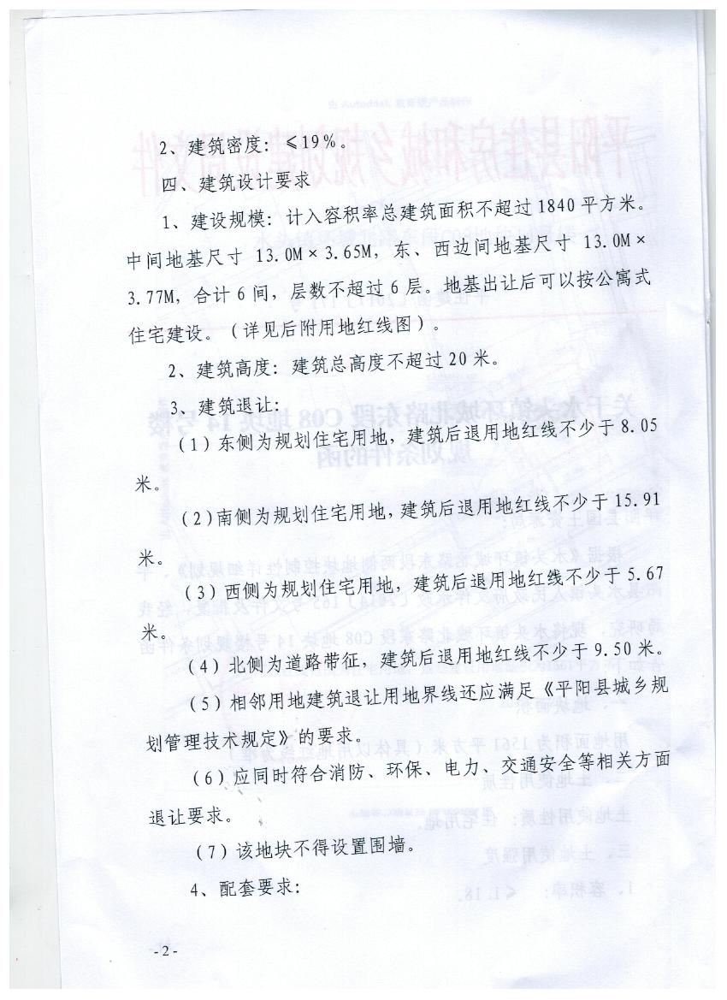 2、建筑密度：≤19%。
四、建筑设计要求
1、建设规模：计入容积率总建筑面积不超过1840平方米。
中间地基尺寸 13.0M×3.65M，东、西边间地基尺寸 13.0M×
3.77M，合计6间，层数不超过6层。地基出让后可以按公寓式
住宅建设。（详见后附用地红线图）。
2、建筑高度：建筑总高度不超过20米。
3、建筑退让：
（1）东侧为规划住宅用地，建筑后退用地红线不少于8.05
米。
（2）南侧为规划住宅用地，建筑后退用地红线不少于15.91
米。
（3）西侧为规划住宅用地，建筑后退用地红线不少于5.67
米。
（4）北侧为道路带征，建筑后退用地红线不少于9.50米。
（5）相邻用地建筑退让用地界线还应满足《平阳县城乡规
划管理技术规定》的要求。
（6）应同时符合消防、环保、电力、交通安全等相关方面
退让要求。
（7）该地块不得设置围墙。
4、配套要求：
-2-